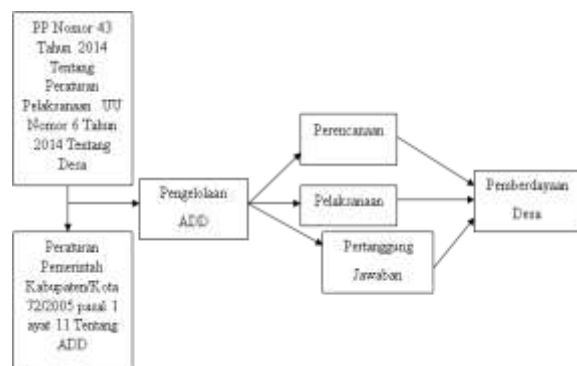 PP Nomor 43
Tahun 2014
Tentang
Peraturan
Pelaksanaan UU
Nomor 6 Tahun
2014 Tentang
Desa
Peraturan
Pemerintah
Kabupaten/Kota
72/2005 pasal 1
ayat 11 Tentang
ADD
Pengelolaan
ADD
Perencanaan
Pelaksanaan
Pertanggung
Jawaban
Pemberdayaan
Desa